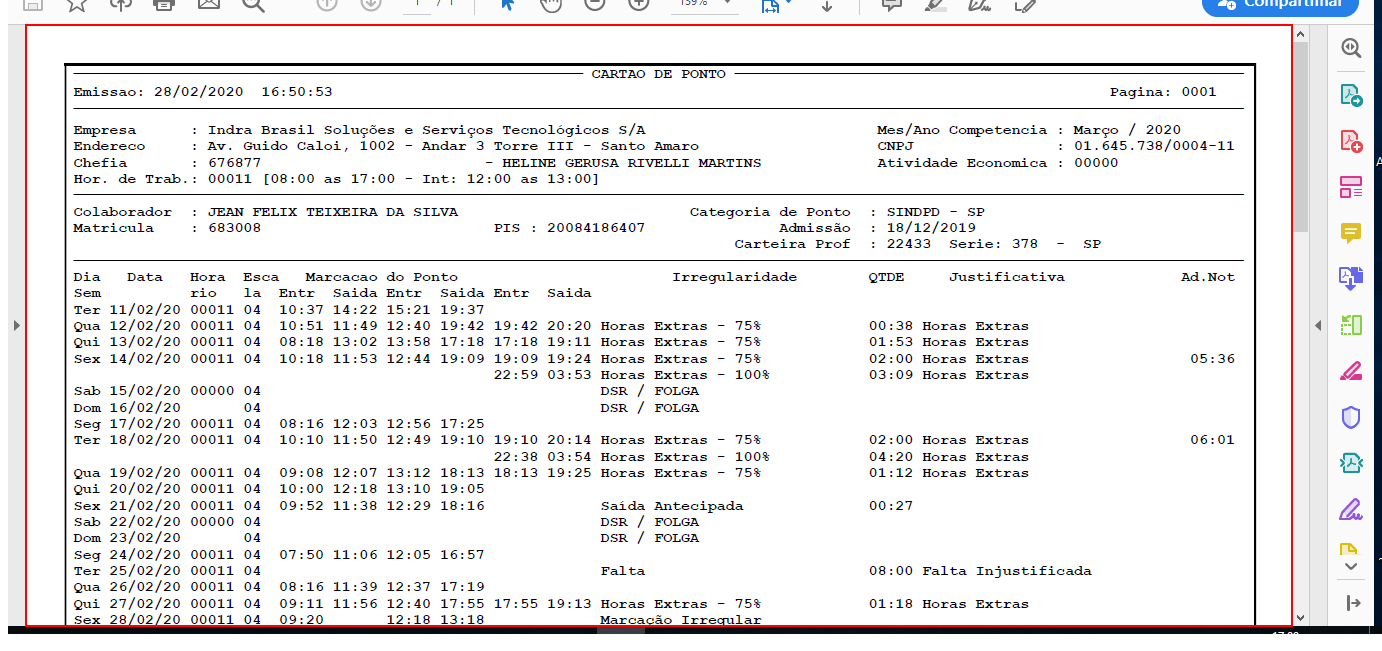 1 / 1 139% Compartilhar
CARTAO DE PONTO
Emissao: 28/02/2020 16:50:53 Pagina: 0001
Empresa : Indra Brasil Soluções e Serviços Tecnológicos S/A Mes/Ano Competencia : Março / 2020
Endereco : Av. Guido Caloi, 1002 - Andar 3 Torre III - Santo Amaro CNPJ : 01.645.738/0004-11
Chefia : 676877 - HELINE GERUSA RIVELLI MARTINS Atividade Economica : 00000
Hor. de Trab.: 00011 [08:00 as 17:00 - Int: 12:00 as 13:00]
Colaborador : JEAN FELIX TEIXEIRA DA SILVA Categoria de Ponto : SINDPD - SP
Matricula : 683008 PIS : 20084186407 Admissão : 18/12/2019
Carteira Prof : 22433 Serie: 378 - SP
Dia Data Hora Esca Marcacao do Ponto Irregularidade QTDE Justificativa Ad.Not
Sem rio la Entr Saida Entr Saida Entr Saida
Ter 11/02/20 00011 04 10:37 14:22 15:21 19:37
Qua 12/02/20 00011 04 10:51 11:49 12:40 19:42 19:42 20:20 Horas Extras - 75% 00:38 Horas Extras
Qui 13/02/20 00011 04 08:18 13:02 13:58 17:18 17:18 19:11 Horas Extras - 75% 01:53 Horas Extras
Sex 14/02/20 00011 04 10:18 11:53 12:44 19:09 19:09 19:24 Horas Extras - 75% 02:00 Horas Extras 05:36
22:59 03:53 Horas Extras - 100% 03:09 Horas Extras
Sab 15/02/20 00000 04 DSR / FOLGA
Dom 16/02/20 04 DSR / FOLGA
Seg 17/02/20 00011 04 08:16 12:03 12:56 17:25
Ter 18/02/20 00011 04 10:10 11:50 12:49 19:10 19:10 20:14 Horas Extras - 75% 02:00 Horas Extras 06:01
22:38 03:54 Horas Extras - 100% 04:20 Horas Extras
Qua 19/02/20 00011 04 09:08 12:07 13:12 18:13 18:13 19:25 Horas Extras - 75% 01:12 Horas Extras
Qui 20/02/20 00011 04 10:00 12:18 13:10 19:05
Sex 21/02/20 00011 04 09:52 11:38 12:29 18:16 Saída Antecipada 00:27
Sab 22/02/20 00000 04 DSR / FOLGA
Dom 23/02/20 04 DSR / FOLGA
Seg 24/02/20 00011 04 07:50 11:06 12:05 16:57
Ter 25/02/20 00011 04 Falta 08:00 Falta Injustificada
Qua 26/02/20 00011 04 08:16 11:39 12:37 17:19
Qui 27/02/20 00011 04 09:11 11:56 12:40 17:55 17:55 19:13 Horas Extras - 75% 01:18 Horas Extras
Sex 28/02/20 00011 04 09:20 12:18 13:18 Marcação Irregular